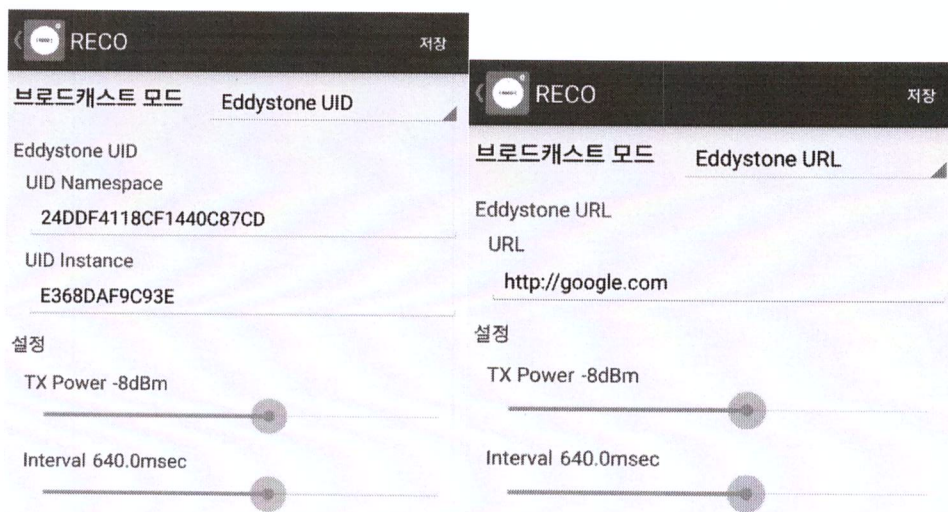 RECO
저장
브로드캐스트 모드 Eddystone UID
Eddystone UID
UID Namespace
24DDF4118CF1440C87CD
UID Instance
E368DAF9C93E
설정
TX Power -8dBm
Interval 640.0msec
RECO
저장
브로드캐스트 모드 Eddystone URL
Eddystone URL
URL
http://google.com
설정
TX Power -8dBm
Interval 640.0msec